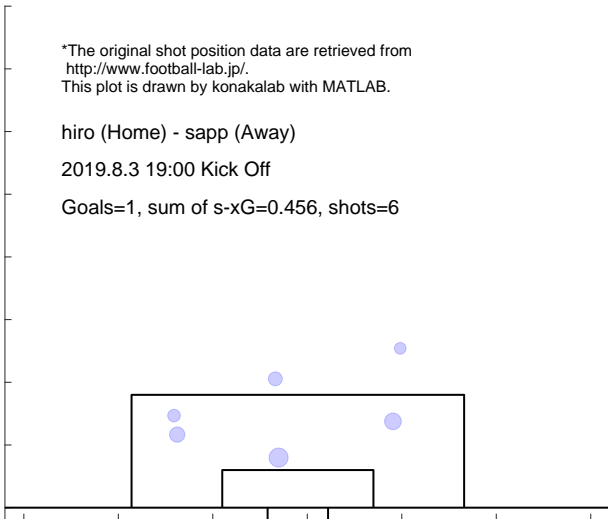 *The original shot position data are retrieved from
http://www.football-lab.jp/.
This plot is drawn by konakalab with MATLAB.
hiro (Home) - sapp (Away)
2019.8.3 19:00 Kick Off
Goals=1, sum of s-xG=0.456, shots=6